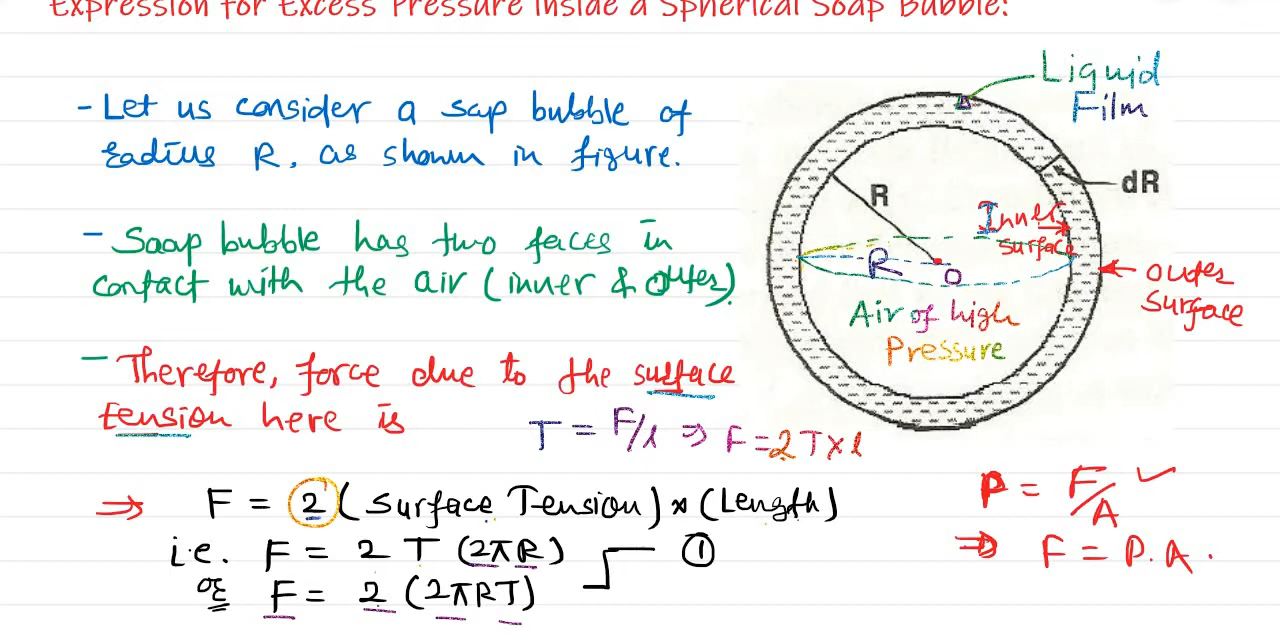 Expression for Excess Pressure inside a Spherical Soap Bubble:
- Let us consider a sap bubble of
radius R, as shown in figure.
- Soap bubble has two faces in
contact with the air (inner & outer).
- Therefore, force due to the surface
tension here is
T = F/l ⇒ F = 2T×l
⇒ F = 2 (Surface Tension) × (Length)
i.e. F = 2 T (2πR)
or F = 2 (2πRT)
①
Liquid
Film
dR
R
Inner
surface
R
O
outer
surface
Air of high
Pressure
P = F/A ✓
⇒ F = P.A.